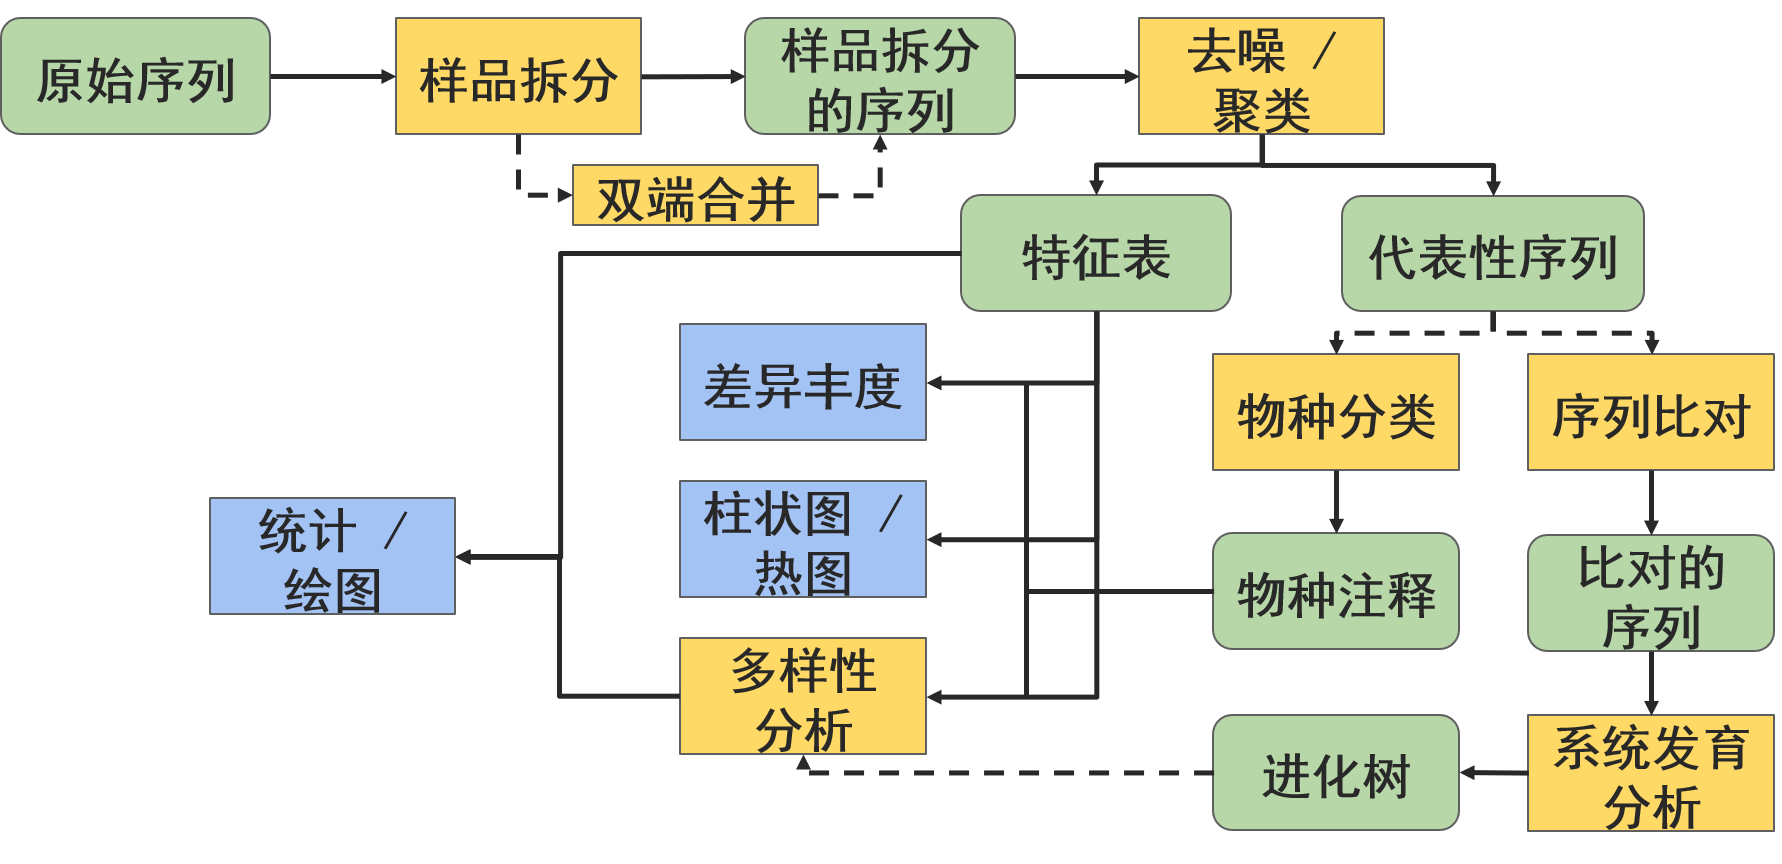 原始序列
样品拆分
样品拆分
的序列
去噪 /
聚类
双端合并
特征表
代表性序列
差异丰度
物种分类
序列比对
柱状图 /
热图
统计 /
绘图
物种注释
比对的
序列
多样性
分析
进化树
系统发育
分析